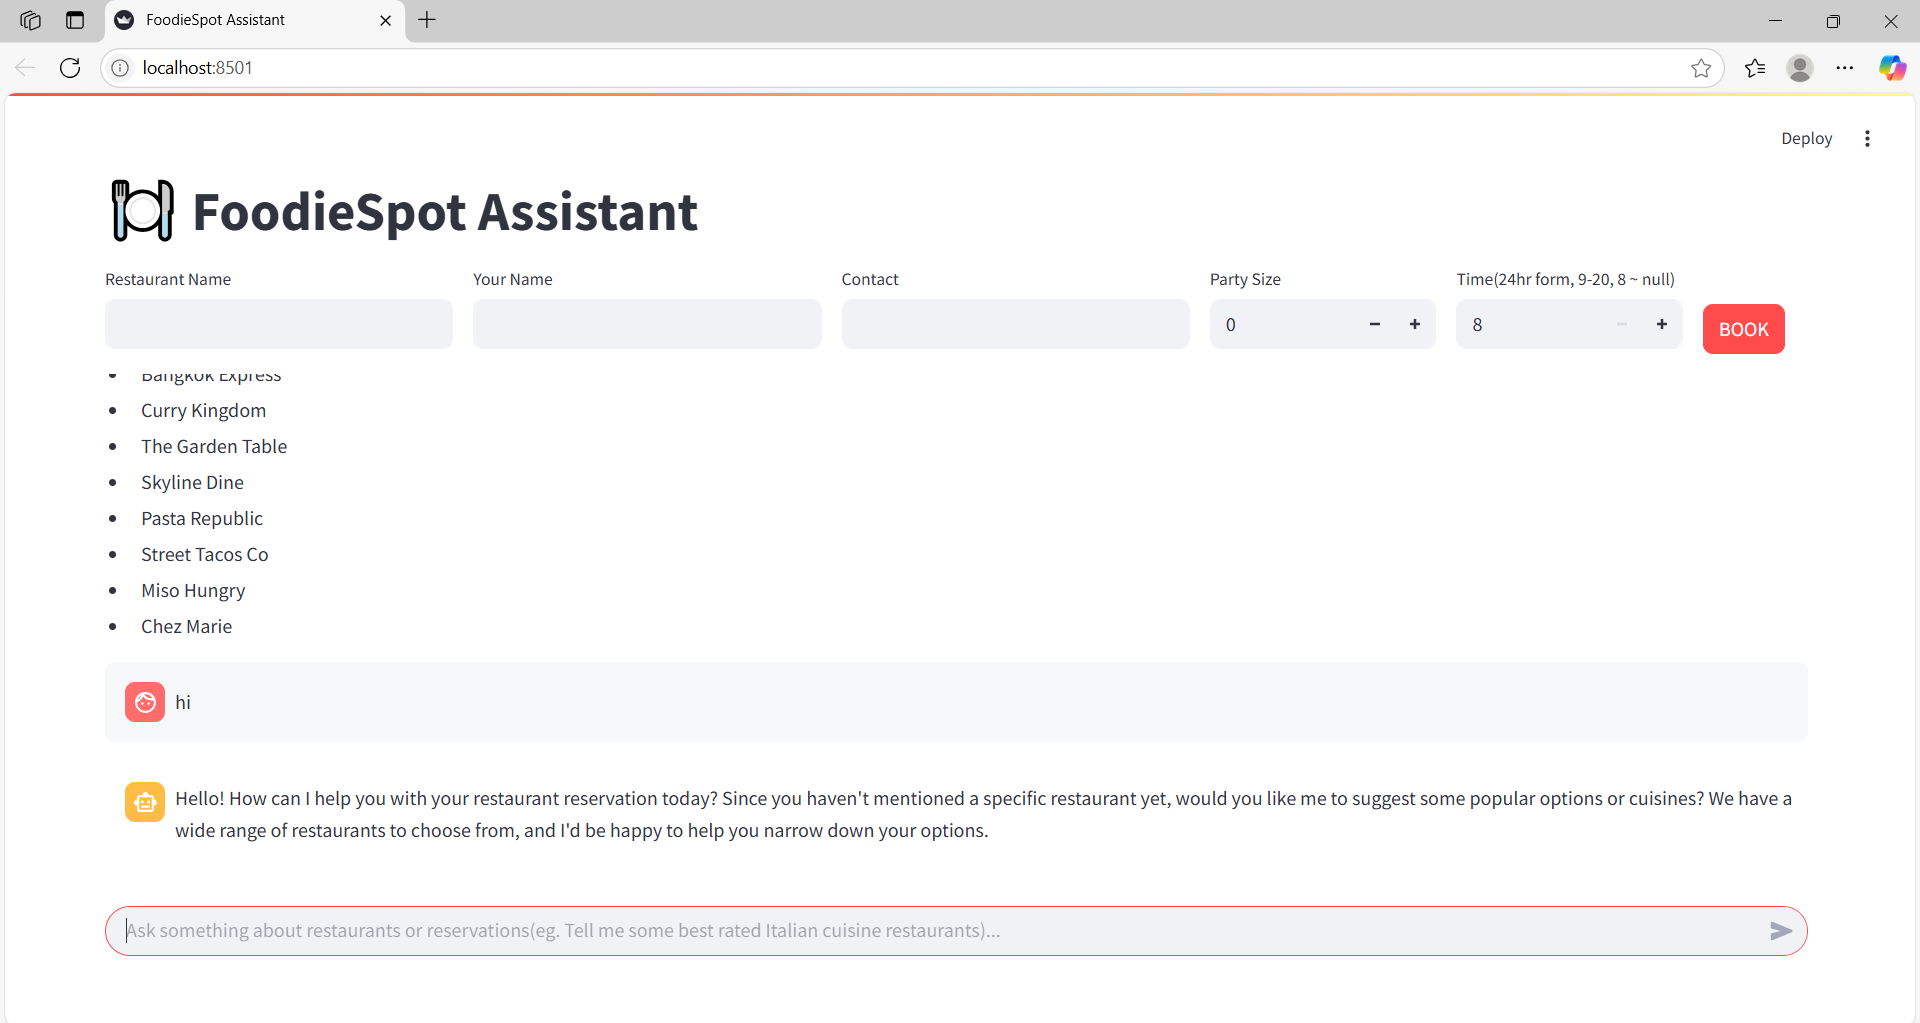 FoodieSpot Assistant
localhost:8501
Deploy
FoodieSpot Assistant
Restaurant Name
Your Name
Contact
Party Size
Time(24hr form, 9-20, 8 ~ null)
0
8
BOOK
Bangkok Express
Curry Kingdom
The Garden Table
Skyline Dine
Pasta Republic
Street Tacos Co
Miso Hungry
Chez Marie
hi
Hello! How can I help you with your restaurant reservation today? Since you haven't mentioned a specific restaurant yet, would you like me to suggest some popular options or cuisines? We have a
wide range of restaurants to choose from, and I'd be happy to help you narrow down your options.
Ask something about restaurants or reservations(eg. Tell me some best rated Italian cuisine restaurants)...